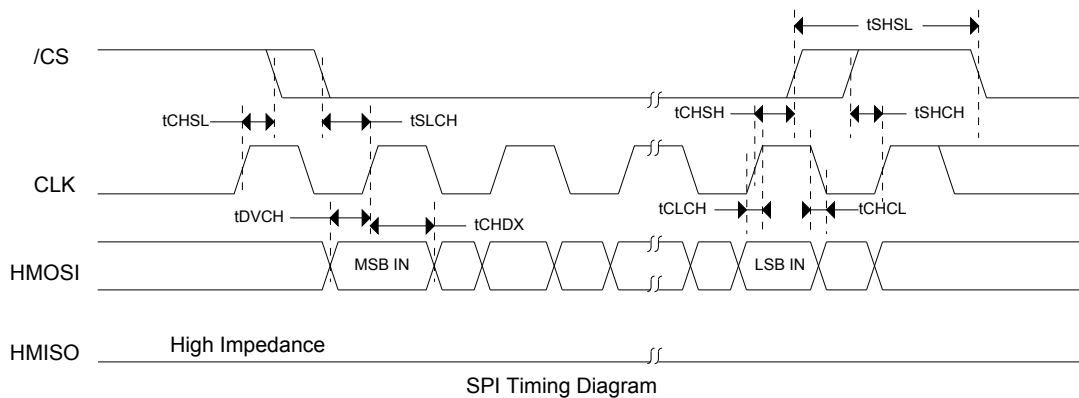 tSHSL
/CS
tCHSL
tSLCH
tCHSH
tSHCH
CLK
tDVCH
tCHDX
tCLCH
tCHCL
HMOSI
MSB IN
LSB IN
HMISO
High Impedance
SPI Timing Diagram